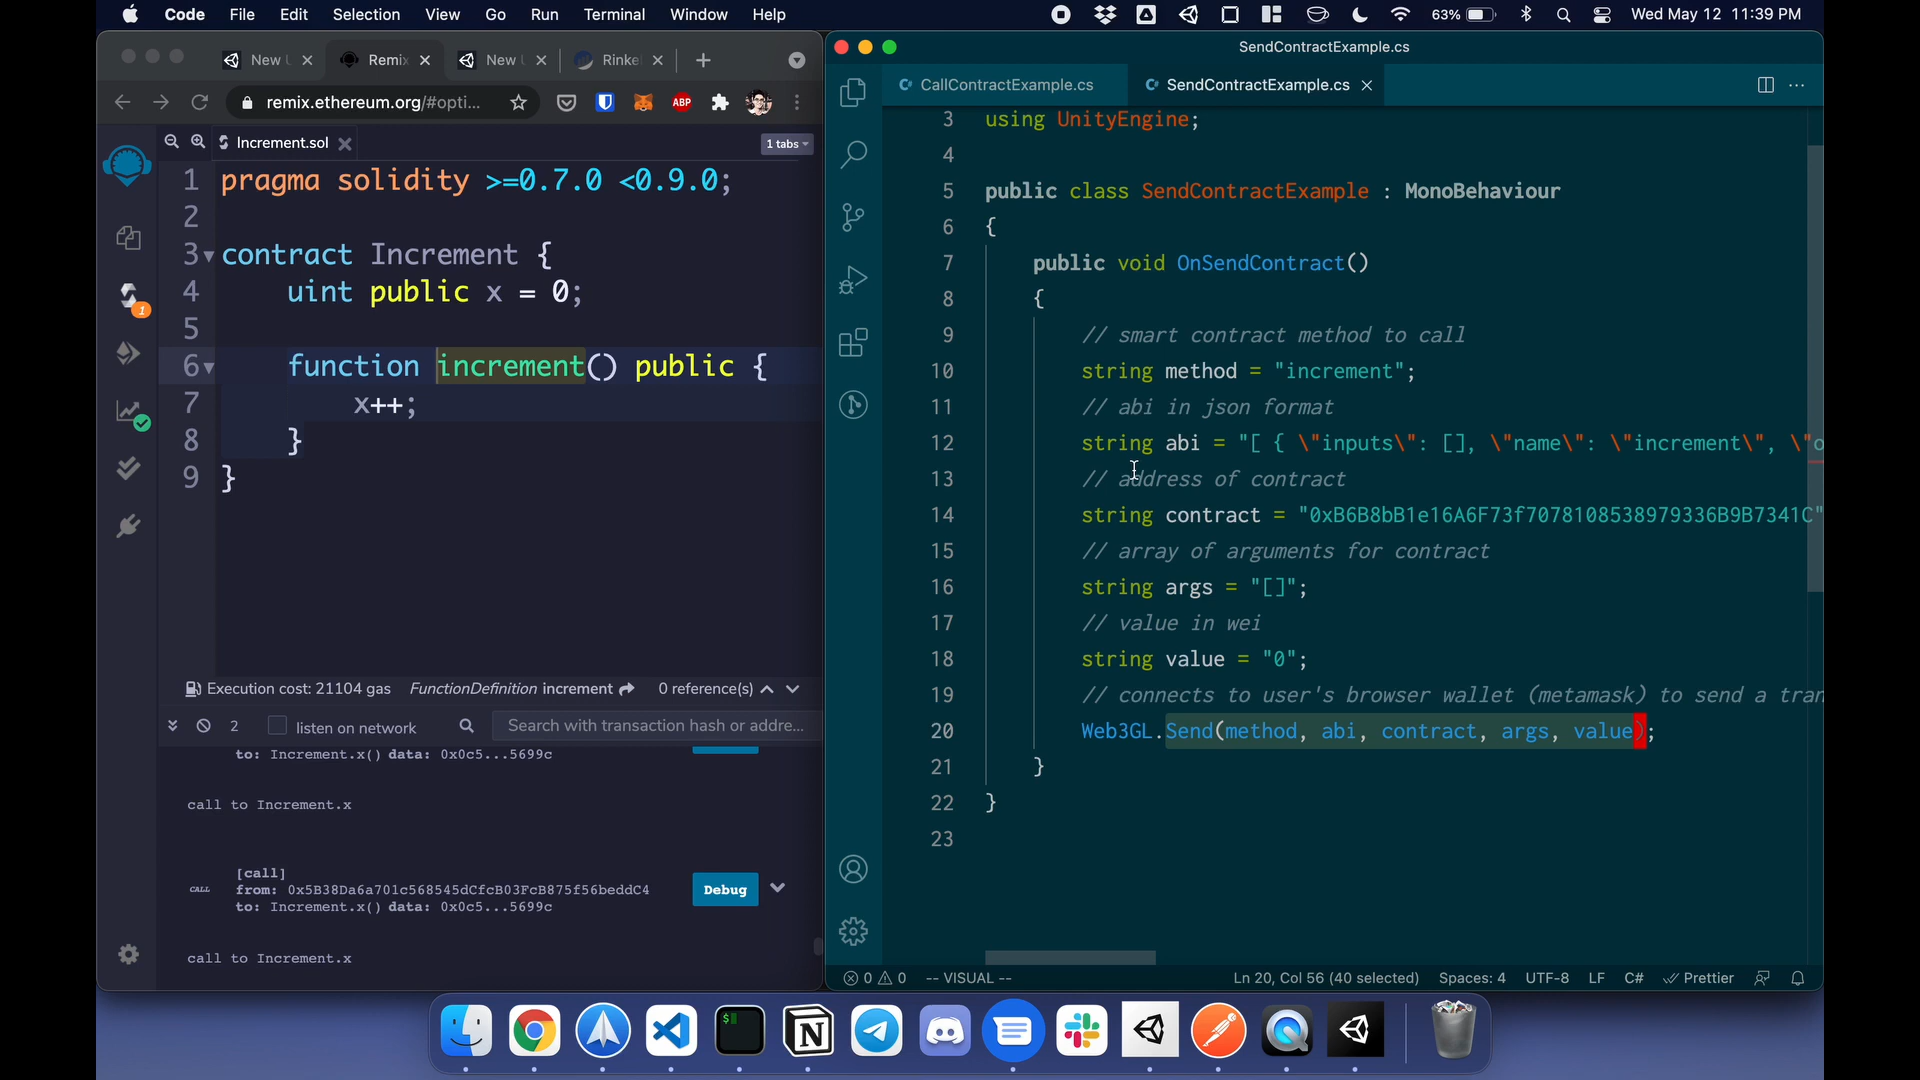 Code File Edit Selection View Go Run Terminal Window Help 63% Wed May 12 11:39 PM
New Remix New Rinke
remix.ethereum.org/#opti...
ABP
Increment.sol
1 tabs
1 pragma solidity >=0.7.0 <0.9.0;
2
3 contract Increment {
4 uint public x = 0;
5
6 function increment() public {
7 x++;
8 }
9 }
Execution cost: 21104 gas FunctionDefinition increment 0 reference(s)
2 listen on network Search with transaction hash or addre...
to: Increment.x() data: 0x0c5...5699c
call to Increment.x
[call]
CALL from: 0x5B38Da6a701c568545dCfcB03FcB875f56beddC4 Debug
to: Increment.x() data: 0x0c5...5699c
call to Increment.x
1
SendContractExample.cs
CallContractExample.cs SendContractExample.cs
3 using UnityEngine;
4
5 public class SendContractExample : MonoBehaviour
6 {
7 public void OnSendContract()
8 {
9 // smart contract method to call
10 string method = "increment";
11 // abi in json format
12 string abi = "[ { \"inputs\": [], \"name\": \"increment\", \"o
13 // address of contract
14 string contract = "0xB6B8bB1e16A6F73f7078108538979336B9B7341C"
15 // array of arguments for contract
16 string args = "[]";
17 // value in wei
18 string value = "0";
19 // connects to user's browser wallet (metamask) to send a tran
20 Web3GL.Send(method, abi, contract, args, value);
21 }
22 }
23
0 0 -- VISUAL -- Ln 20, Col 56 (40 selected) Spaces: 4 UTF-8 LF C# Prettier